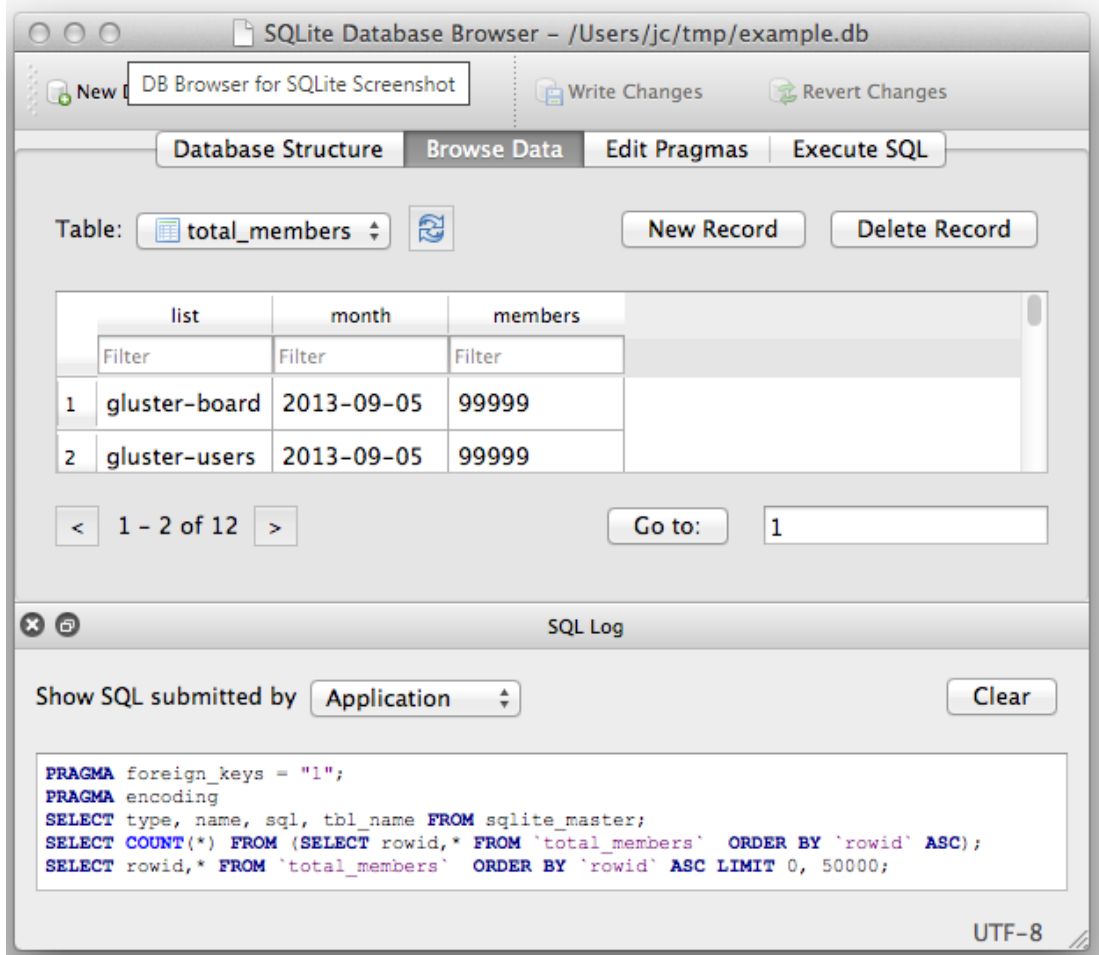 SQLite Database Browser – /Users/jc/tmp/example.db
New D
DB Browser for SQLite Screenshot
Write Changes Revert Changes
Database Structure Browse Data Edit Pragmas Execute SQL
Table: total_members New Record Delete Record
list month members
Filter Filter Filter
1 gluster-board 2013-09-05 99999
2 gluster-users 2013-09-05 99999
< 1 - 2 of 12 > Go to: 1
SQL Log
Show SQL submitted by Application Clear
PRAGMA foreign_keys = "1";
PRAGMA encoding
SELECT type, name, sql, tbl_name FROM sqlite_master;
SELECT COUNT(*) FROM (SELECT rowid,* FROM `total_members` ORDER BY `rowid` ASC);
SELECT rowid,* FROM `total_members` ORDER BY `rowid` ASC LIMIT 0, 50000;
UTF-8